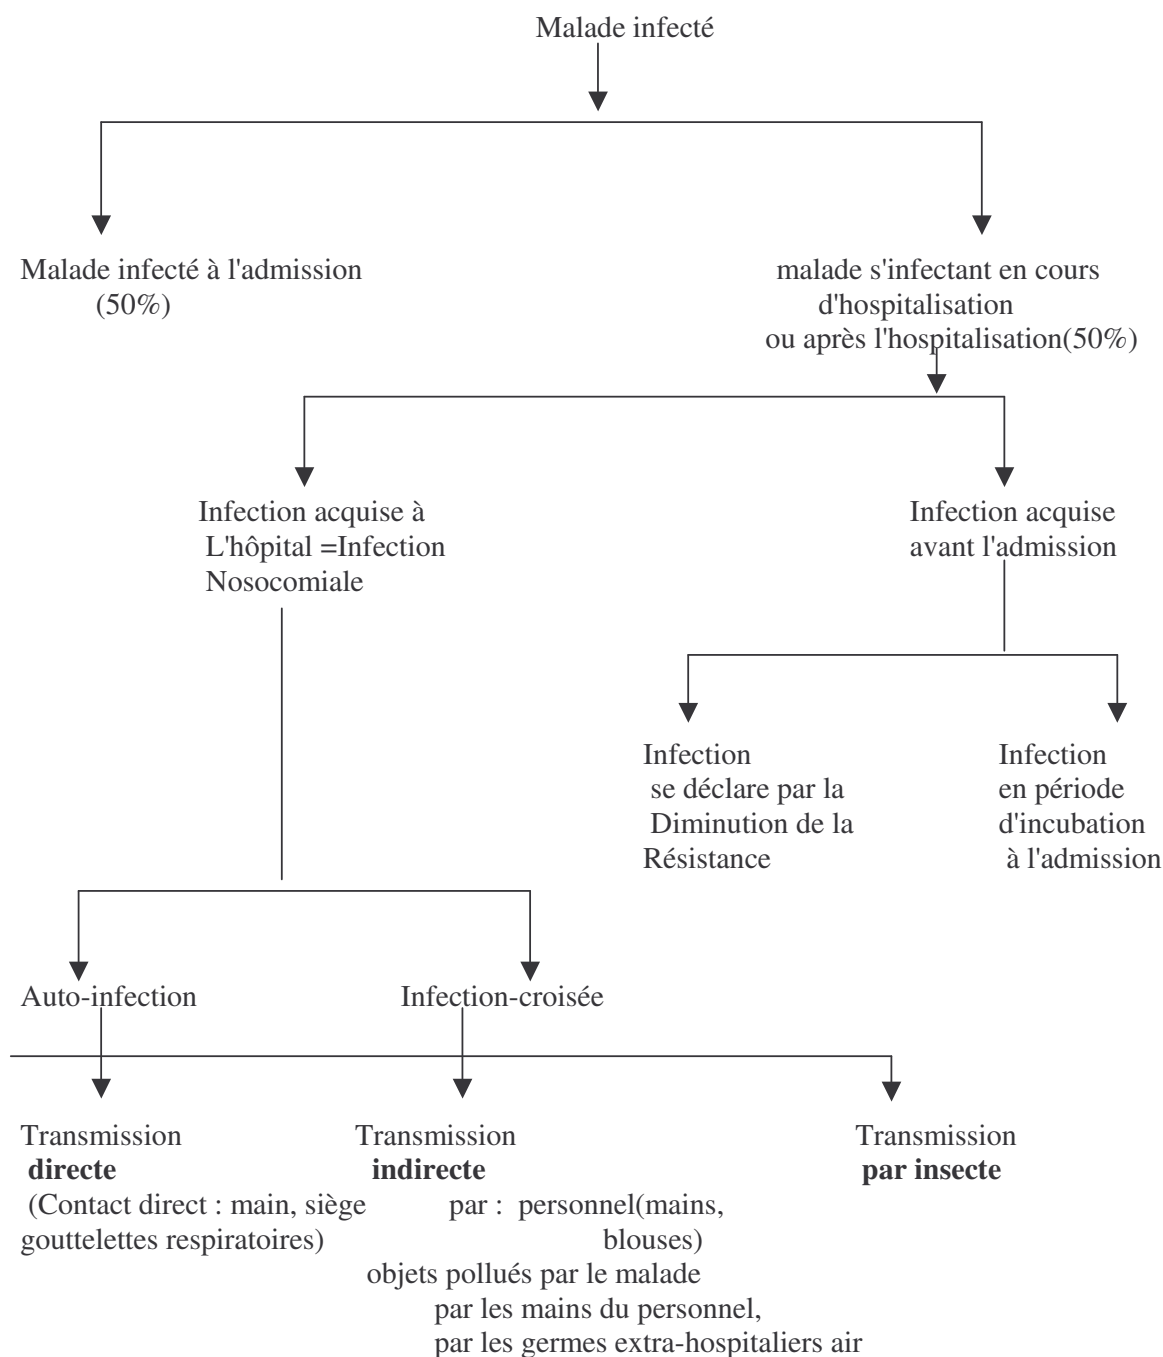 Malade infecté
Malade infecté à l'admission
(50%)
malade s'infectant en cours
d'hospitalisation
ou après l'hospitalisation(50%)
Infection acquise à
L'hôpital =Infection
Nosocomiale
Infection acquise
avant l'admission
Infection
se déclare par la
Diminution de la
Résistance
Infection
en période
d'incubation
à l'admission
Auto-infection
Infection-croisée
Transmission
directe
(Contact direct : main, siège
gouttelettes respiratoires)
Transmission
indirecte
par : personnel(mains,
blouses)
objets pollués par le malade
par les mains du personnel,
par les germes extra-hospitaliers air
Transmission
par insecte